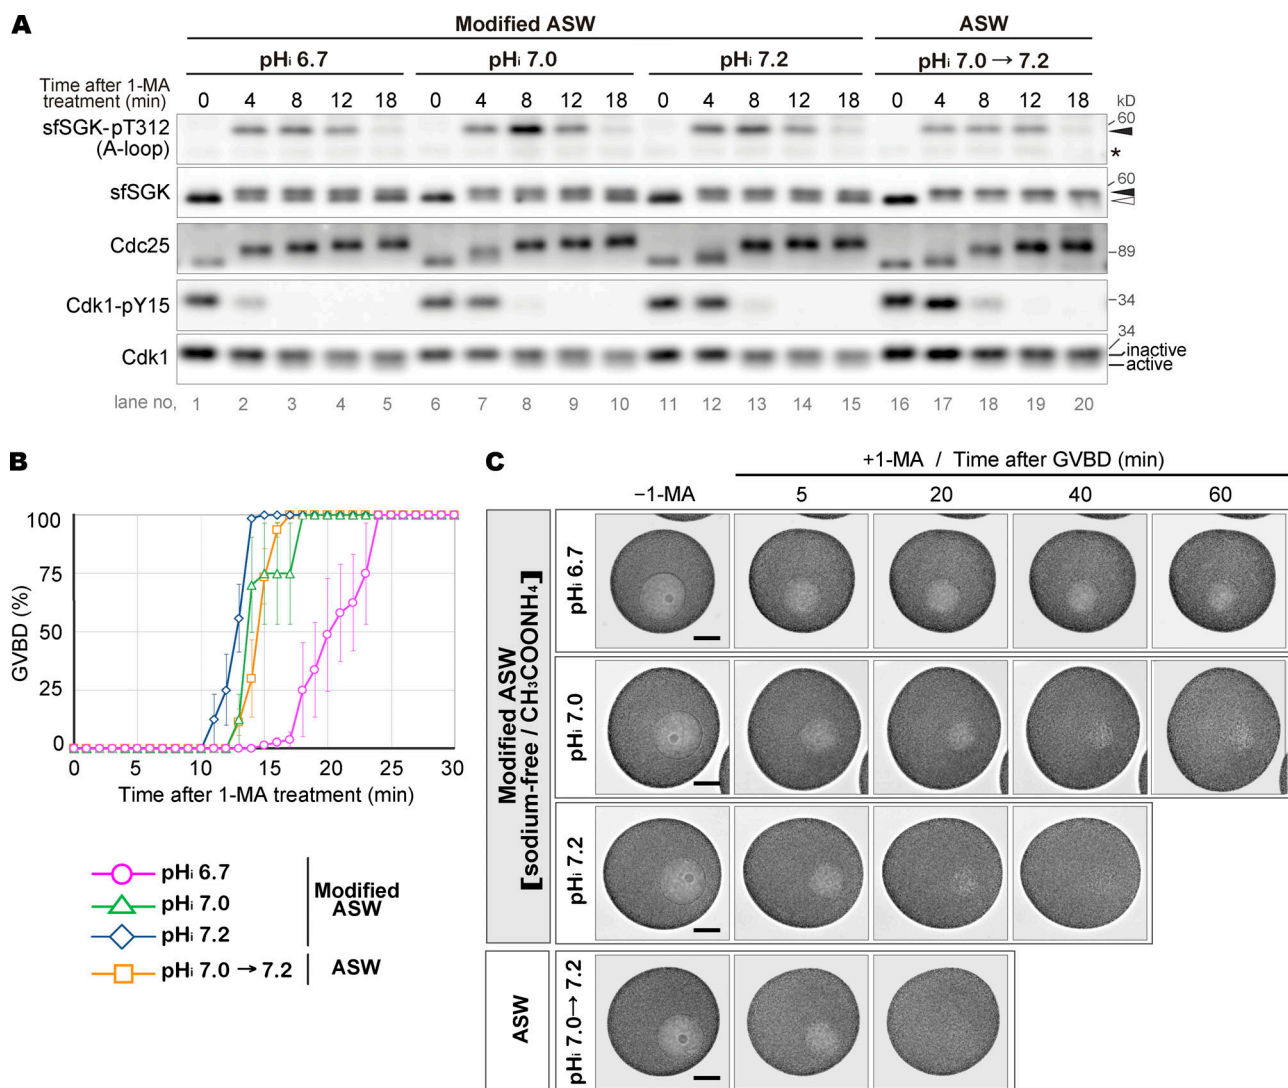 A
Modified ASW
ASW
pHi 6.7
pHi 7.0
pHi 7.2
pHi 7.0 → 7.2
Time after 1-MA
treatment (min)
0 4 8 12 18 0 4 8 12 18 0 4 8 12 18 0 4 8 12 18
kD
sfSGK-pT312
(A-loop)
60
*
sfSGK
60
Cdc25
89
Cdk1-pY15
34
Cdk1
34
inactive
active
lane no, 1 2 3 4 5 6 7 8 9 10 11 12 13 14 15 16 17 18 19 20
B
GVBD (%)
100
75
50
25
0
0 5 10 15 20 25 30
Time after 1-MA treatment (min)
pHi 6.7
pHi 7.0
pHi 7.2
Modified
ASW
pHi 7.0 → 7.2
ASW
C
+1-MA / Time after GVBD (min)
−1-MA 5 20 40 60
Modified ASW
[sodium-free / CH₃COONH₄]
pHi 6.7
pHi 7.0
pHi 7.2
ASW
pHi 7.0 → 7.2